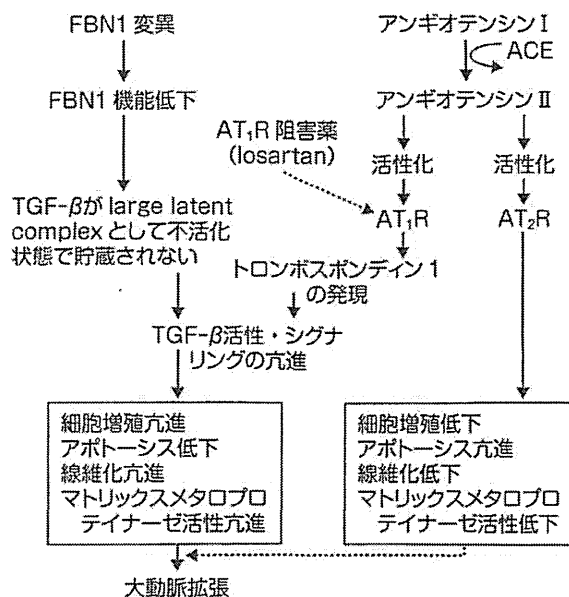 FBN1 変異
FBN1 機能低下
TGF-βが large latent
complex として不活化
状態で貯蔵されない
アンギオテンシン I
ACE
アンギオテンシン II
AT₁R 阻害薬
(losartan)
活性化
活性化
AT₁R
AT₂R
トロンボスポンディン 1
の発現
TGF-β活性・シグナ
リングの亢進
細胞増殖亢進
アポトーシス低下
線維化亢進
マトリックスメタロプロ
テイナーゼ活性亢進
細胞増殖低下
アポトーシス亢進
線維化低下
マトリックスメタロプロ
テイナーゼ活性低下
大動脈拡張